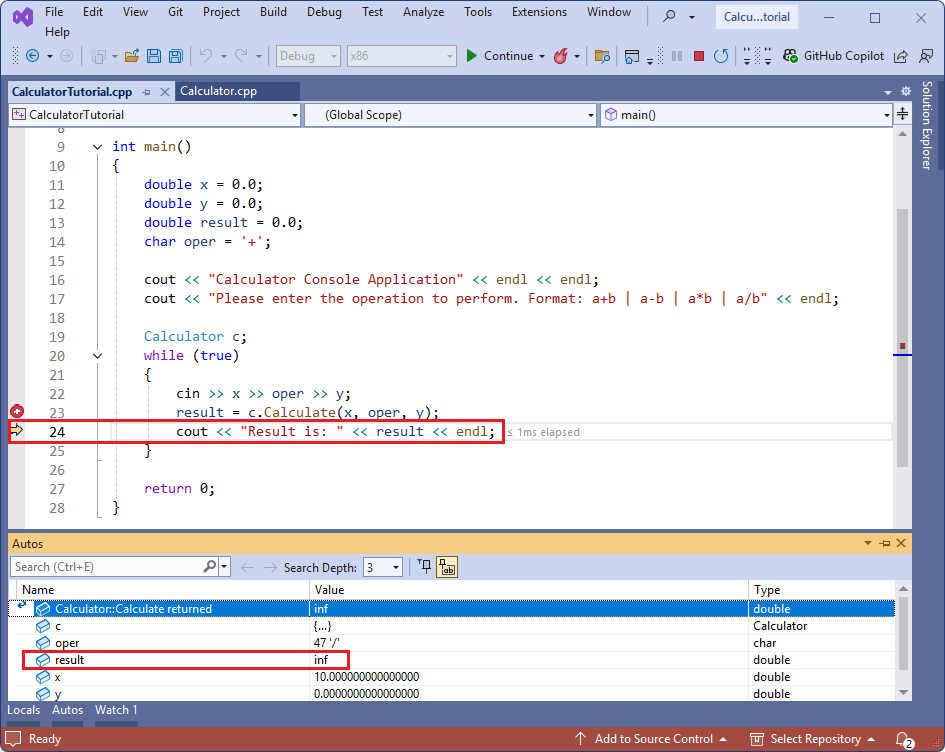 File Edit View Git Project Build Debug Test Analyze Tools Extensions Window Calcu...torial
Help
Debug x86 Continue GitHub Copilot
CalculatorTutorial.cpp Calculator.cpp
CalculatorTutorial (Global Scope) main()
Solution Explorer
8
9 int main()
10 {
11 double x = 0.0;
12 double y = 0.0;
13 double result = 0.0;
14 char oper = '+';
15
16 cout << "Calculator Console Application" << endl << endl;
17 cout << "Please enter the operation to perform. Format: a+b | a-b | a*b | a/b" << endl;
18
19 Calculator c;
20 while (true)
21 {
22 cin >> x >> oper >> y;
23 result = c.Calculate(x, oper, y);
24 cout << "Result is: " << result << endl; ≤ 1ms elapsed
25 }
26
27 return 0;
28 }
Autos
Search (Ctrl+E) Search Depth: 3
Name Value Type
Calculator::Calculate returned inf double
c {...} Calculator
oper 47 '/' char
result inf double
x 10.000000000000000 double
y 0.0000000000000000 double
Locals Autos Watch 1
Ready Add to Source Control Select Repository 2